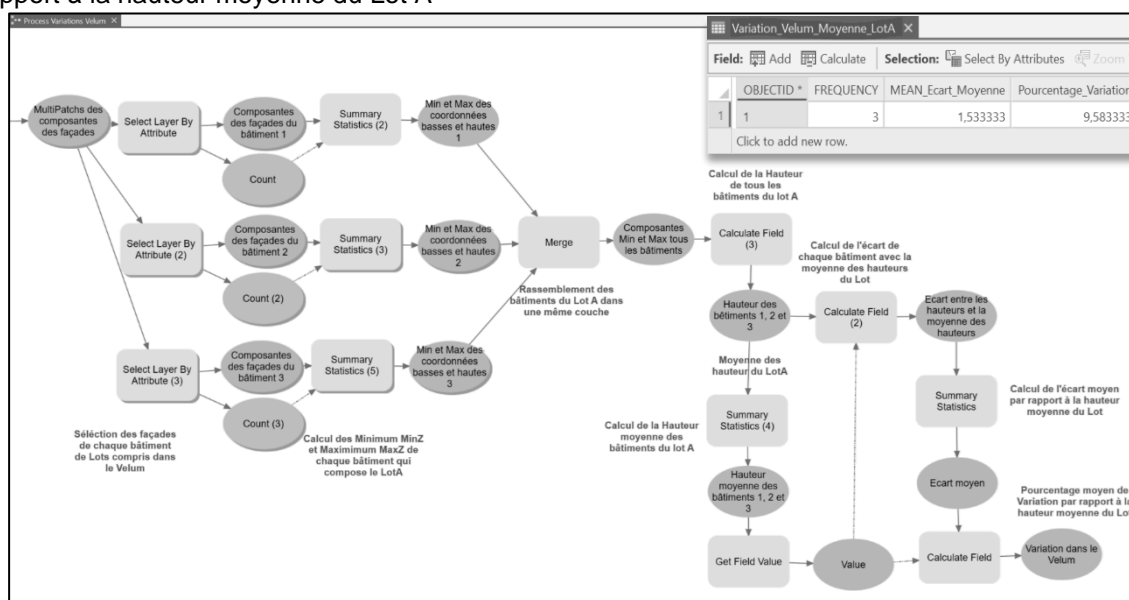 pport à la hauteur moyenne du Lot A
Process Variations Velum ×
Variation_Velum_Moyenne_LotA ×
Field: Add Calculate Selection: Select By Attributes Zoom
OBJECTID * FREQUENCY MEAN_Ecart_Moyenne Pourcentage_Variation
1 1 3 1,533333 9,583333
Click to add new row.
MultiPatchs des
composantes
des façades
Select Layer By
Attribute
Composantes
des façades du
bâtiment 1
Count
Summary
Statistics (2)
Min et Max des
coordonnées
basses et hautes
1
Select Layer By
Attribute (2)
Composantes
des façades du
bâtiment 2
Count (2)
Summary
Statistics (3)
Min et Max des
coordonnées
basses et hautes
2
Select Layer By
Attribute (3)
Composantes
des façades du
bâtiment 3
Count (3)
Summary
Statistics (5)
Min et Max des
coordonnées
basses et hautes
3
Séléction des façades
de chaque bâtiment
de Lots compris dans
le Velum
Calcul des Minimum MinZ
et Maximimum MaxZ de
chaque bâtiment qui
compose le LotA
Merge
Rassemblement des
bâtiments du Lot A dans
une même couche
Composantes
Min et Max tous
les bâtiments
Calcul de la Hauteur
de tous les
bâtiments du lot A
Calculate Field
(3)
Hauteur des
bêtiments 1, 2 et
3
Moyenne des
hauteur du LotA
Calcul de la Hauteur
moyenne des
bâtiments du lot A
Summary
Statistics (4)
Hauteur
moyenne des
bâtiments 1, 2 et
3
Get Field Value
Value
Calcul de l'écart de
chaque bâtiment avec la
moyenne des hauteurs
du Lot
Calculate Field
(2)
Ecart entre les
hauteurs et la
moyenne des
hauteurs
Summary
Statistics
Calcul de l'écart moyen
par rapport à la hauteur
moyenne du Lot
Ecart moyen
Pourcentage moyen de
Variation par rapport à la
hauteur moyenne du Lot
Calculate Field
Variation dans le
Velum